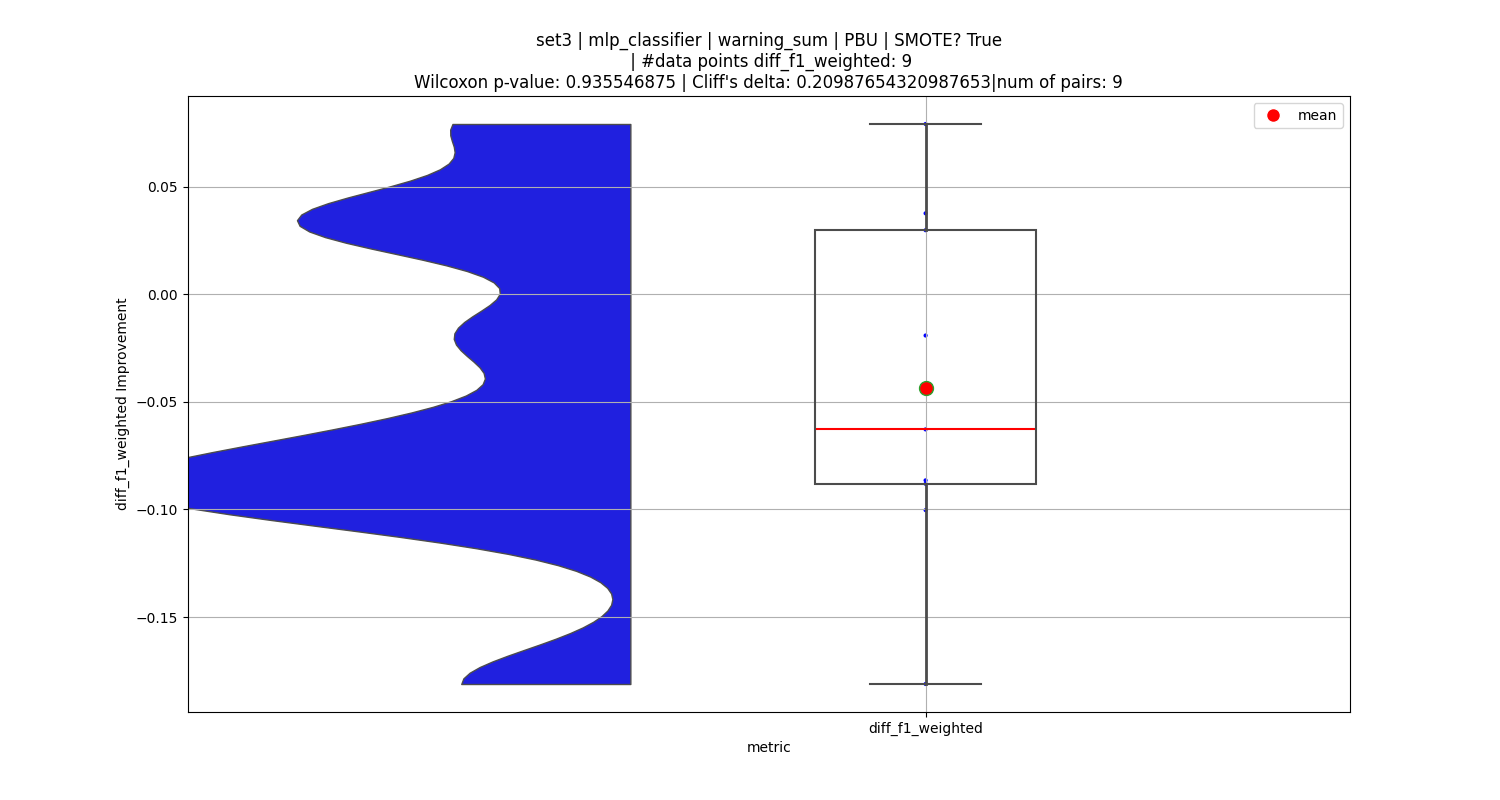 set3 | mlp_classifier | warning_sum | PBU | SMOTE? True
| #data points diff_f1_weighted: 9
Wilcoxon p-value: 0.935546875 | Cliff's delta: 0.20987654320987653|num of pairs: 9
mean
0.05
0.00
−0.05
−0.10
−0.15
diff_f1_weighted Improvement
diff_f1_weighted
metric